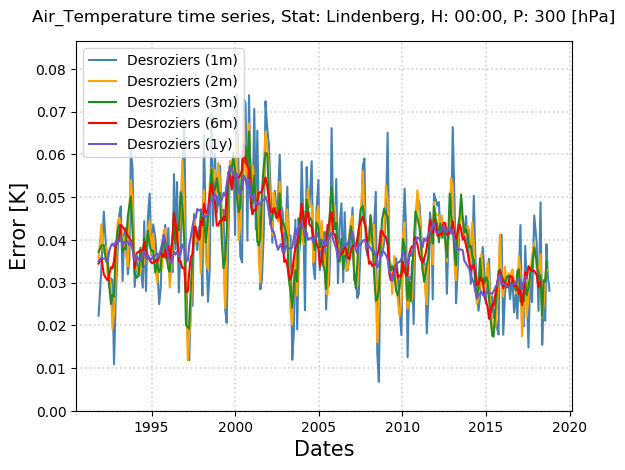 Air_Temperature time series, Stat: Lindenberg, H: 00:00, P: 300 [hPa]
Desroziers (1m)
Desroziers (2m)
Desroziers (3m)
Desroziers (6m)
Desroziers (1y)
Error [K]
0.08
0.07
0.06
0.05
0.04
0.03
0.02
0.01
0.00
1995 2000 2005 2010 2015 2020
Dates